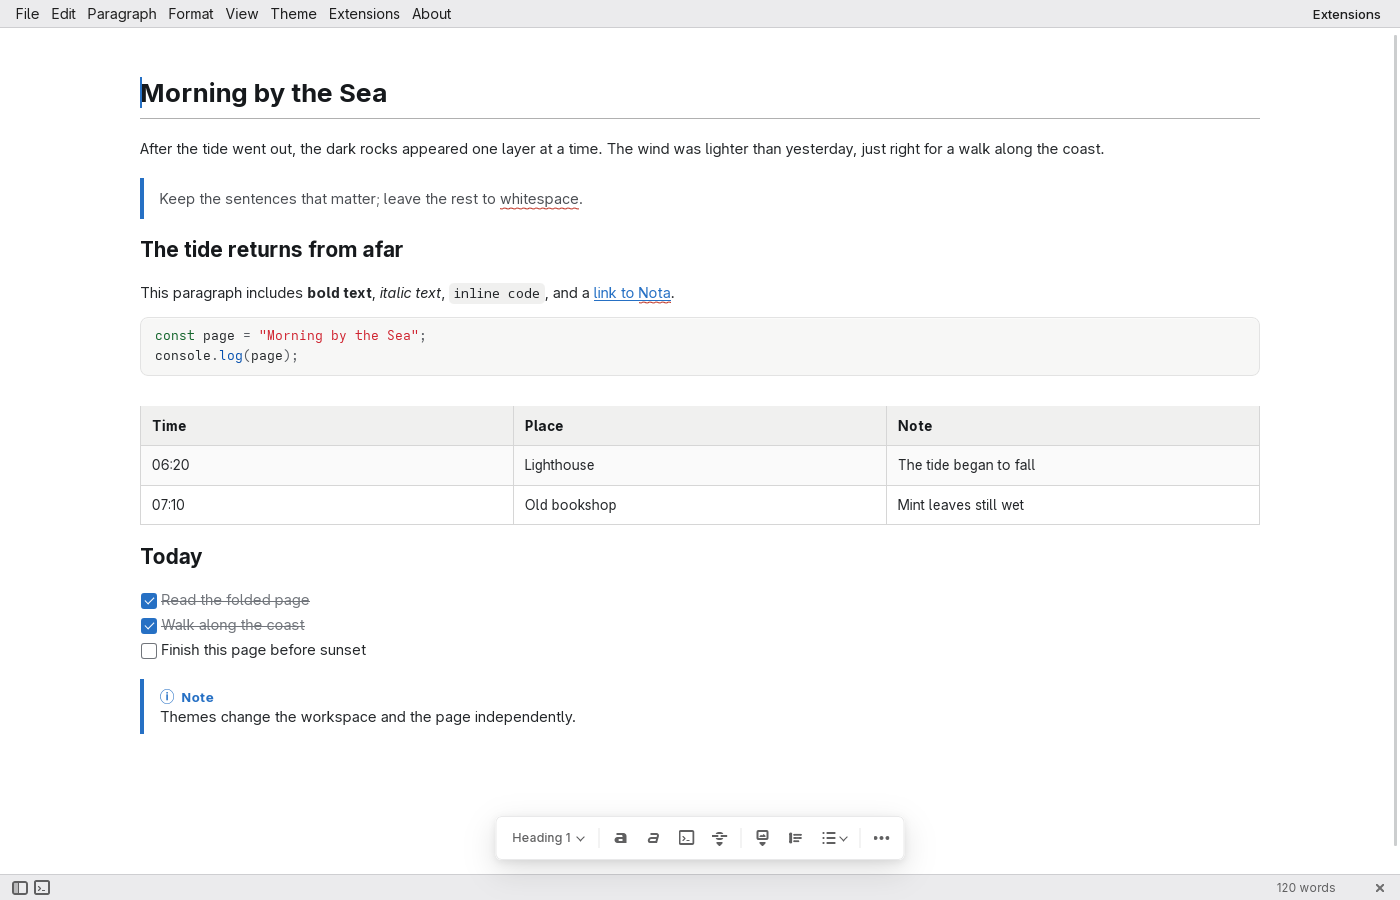 File Edit Paragraph Format View Theme Extensions About Extensions
Morning by the Sea
After the tide went out, the dark rocks appeared one layer at a time. The wind was lighter than yesterday, just right for a walk along the coast.
Keep the sentences that matter; leave the rest to whitespace.
The tide returns from afar
This paragraph includes bold text, italic text, inline code, and a link to Nota.
const page = "Morning by the Sea";
console.log(page);
Time Place Note
06:20 Lighthouse The tide began to fall
07:10 Old bookshop Mint leaves still wet
Today
Read the folded page
Walk along the coast
Finish this page before sunset
Note
Themes change the workspace and the page independently.
Heading 1
120 words